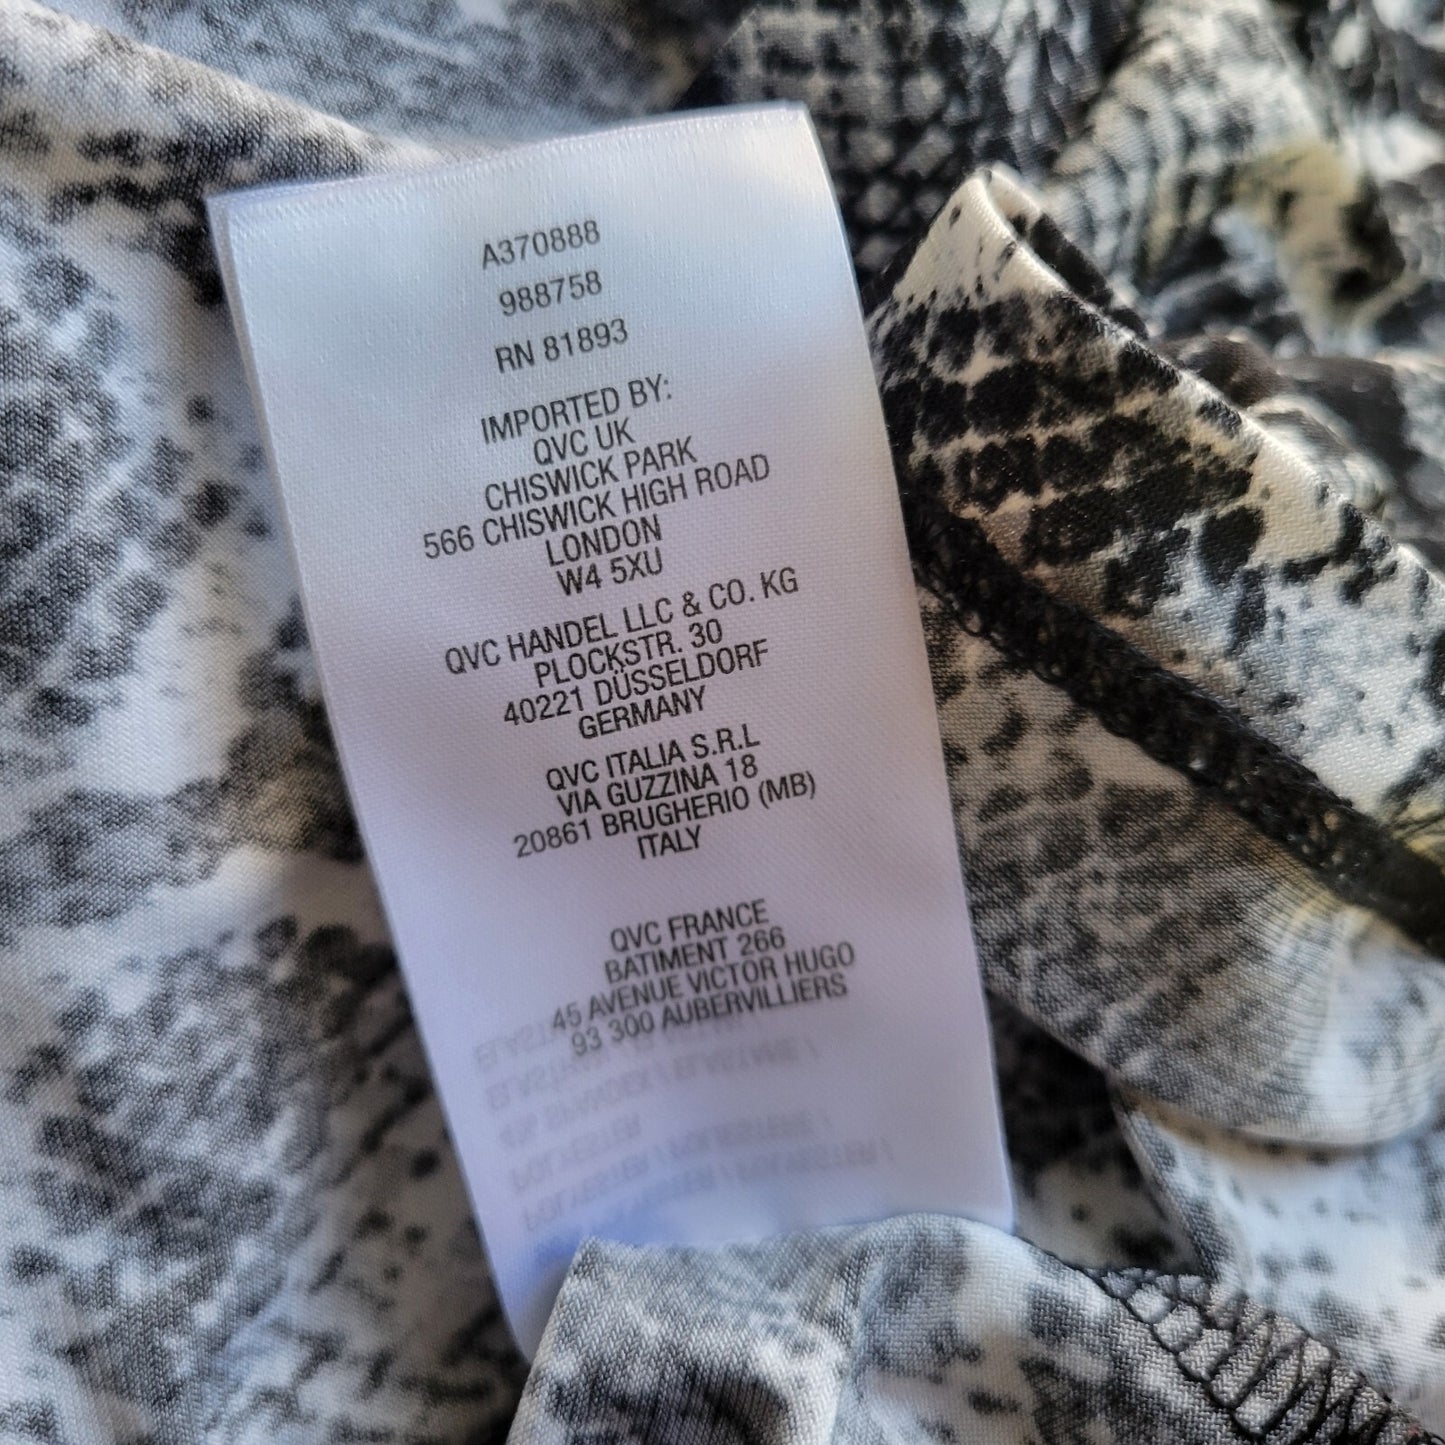 A370888
988758
RN 81893
IMPORTED BY:
QVC UK
CHISWICK PARK
566 CHISWICK HIGH ROAD
LONDON
W4 5XU
QVC HANDEL LLC & CO. KG
PLOCKSTR. 30
40221 DÜSSELDORF
GERMANY
QVC ITALIA S.R.L
VIA GUZZINA 18
20861 BRUGHERIO (MB)
ITALY
QVC FRANCE
BATIMENT 266
45 AVENUE VICTOR HUGO
93 300 AUBERVILLIERS